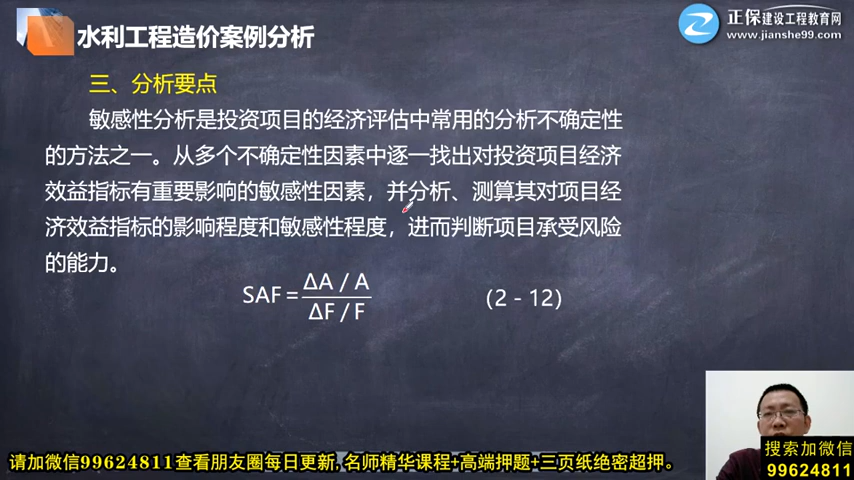 水利工程造价案例分析
正保建设工程教育网
www.jianshe99.com
三、分析要点
敏感性分析是投资项目的经济评估中常用的分析不确定性
的方法之一。从多个不确定性因素中逐一找出对投资项目经济
效益指标有重要影响的敏感性因素，并分析、测算其对项目经
济效益指标的影响程度和敏感性程度，进而判断项目承受风险
的能力。
SAF = ΔA / A
ΔF / F
(2 - 12)
搜索加微信
99624811
请加微信99624811查看朋友圈每日更新,名师精华课程+高端押题+三页纸绝密超押。